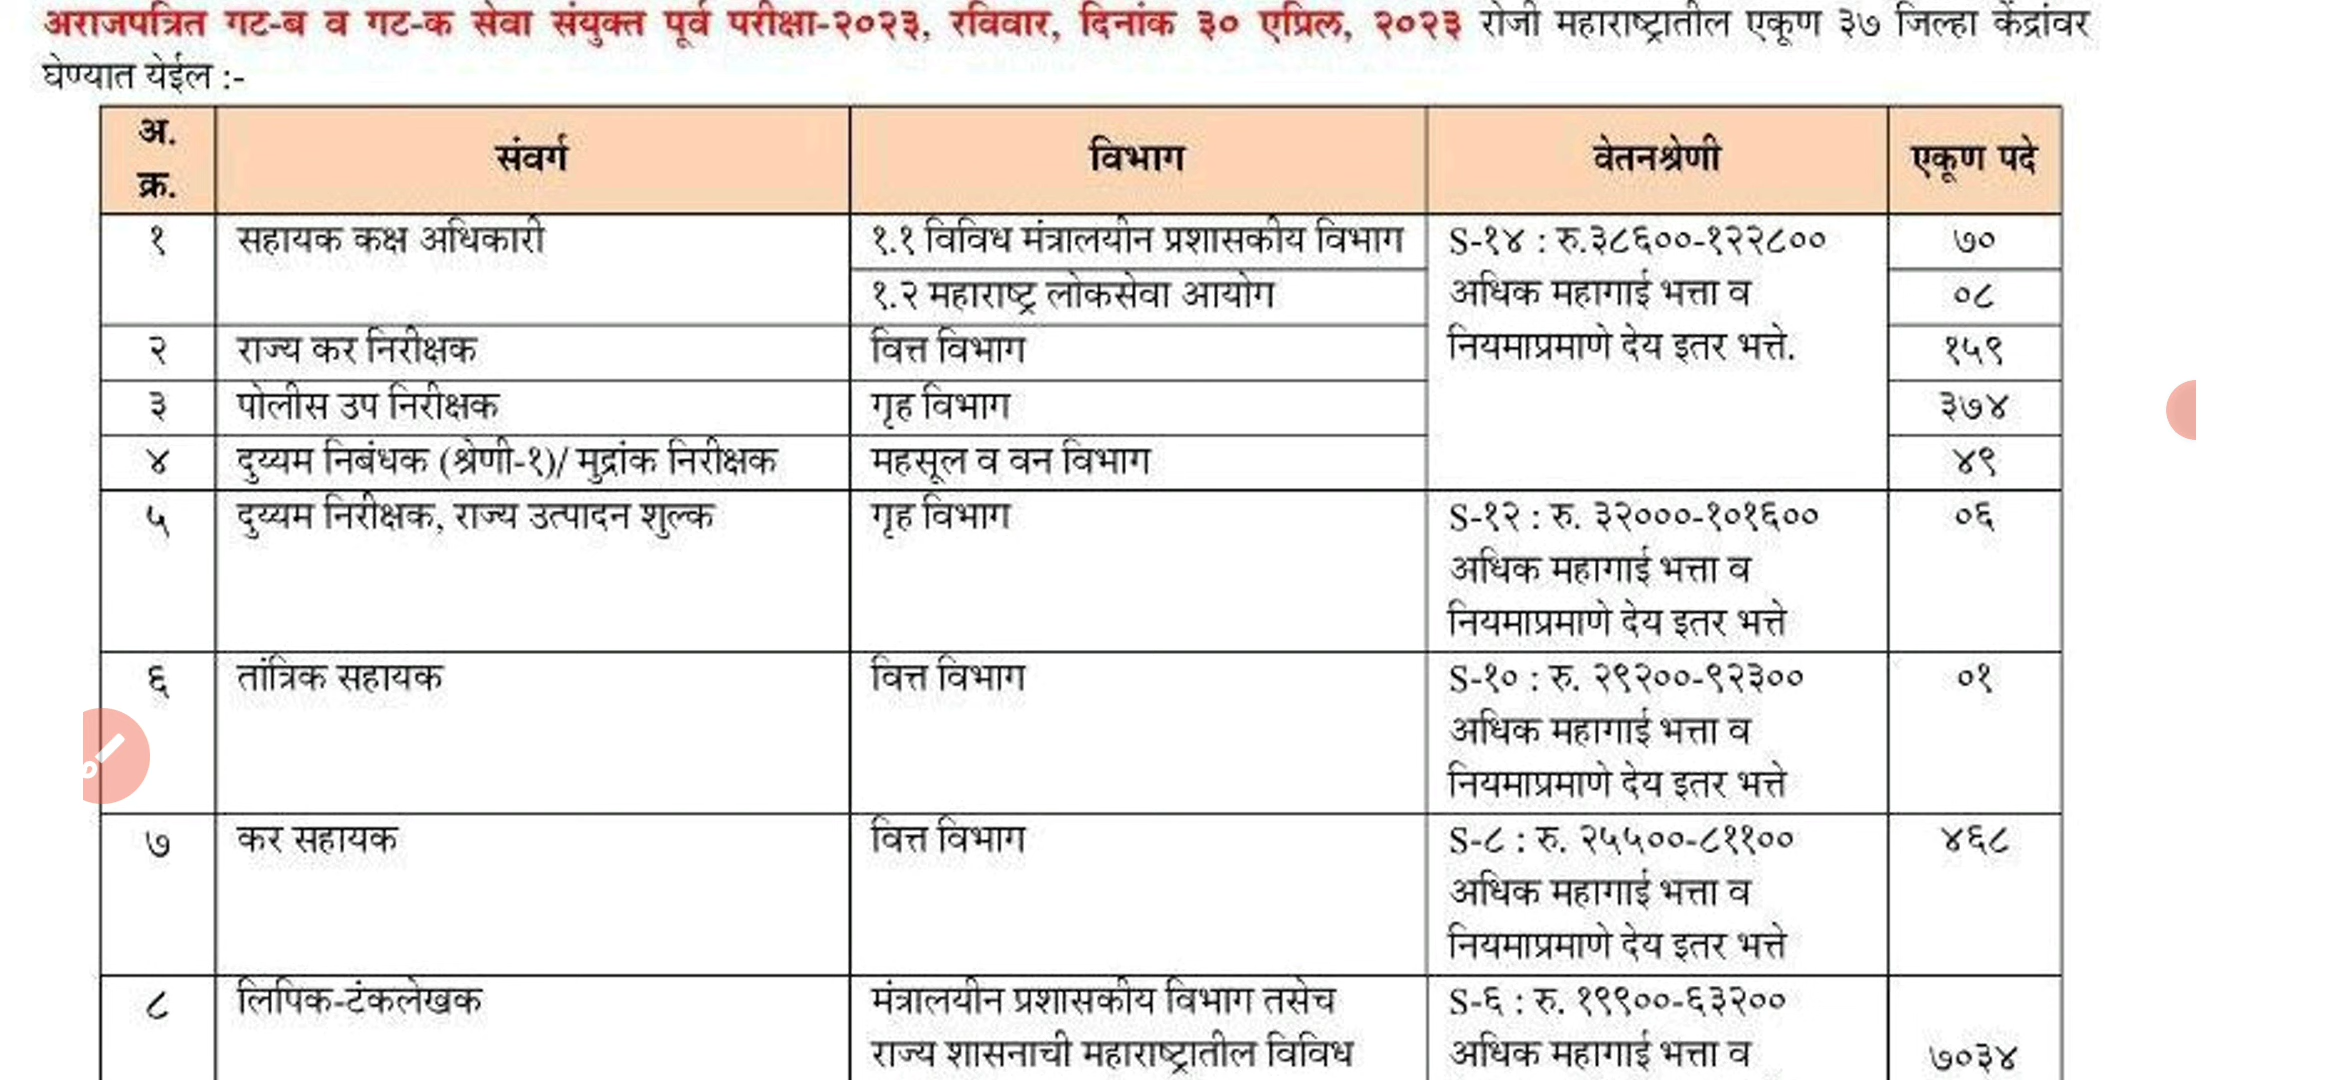 अराजपत्रित गट-ब व गट-क सेवा संयुक्त पूर्व परीक्षा-२०२३, रविवार, दिनांक ३० एप्रिल, २०२३ रोजी महाराष्ट्रातील एकूण ३७ जिल्हा केंद्रांवर
घेण्यात येईल :-
अ. क्र. संवर्ग विभाग वेतनश्रेणी एकूण पदे
१ सहायक कक्ष अधिकारी १.१ विविध मंत्रालयीन प्रशासकीय विभाग S-१४ : रु.३८६००-१२२८०० ७०
१.२ महाराष्ट्र लोकसेवा आयोग अधिक महागाई भत्ता व ०८
२ राज्य कर निरीक्षक वित्त विभाग नियमाप्रमाणे देय इतर भत्ते. १५९
३ पोलीस उप निरीक्षक गृह विभाग ३७४
४ दुय्यम निबंधक (श्रेणी-१)/ मुद्रांक निरीक्षक महसूल व वन विभाग ४९
५ दुय्यम निरीक्षक, राज्य उत्पादन शुल्क गृह विभाग S-१२ : रु. ३२०००-१०१६०० ०६
अधिक महागाई भत्ता व
नियमाप्रमाणे देय इतर भत्ते
६ तांत्रिक सहायक वित्त विभाग S-१० : रु. २९२००-९२३०० ०१
अधिक महागाई भत्ता व
नियमाप्रमाणे देय इतर भत्ते
७ कर सहायक वित्त विभाग S-८ : रु. २५५००-८११०० ४६८
अधिक महागाई भत्ता व
नियमाप्रमाणे देय इतर भत्ते
८ लिपिक-टंकलेखक मंत्रालयीन प्रशासकीय विभाग तसेच S-६ : रु. १९९००-६३२००
राज्य शासनाची महाराष्ट्रातील विविध अधिक महागाई भत्ता व ७०३४